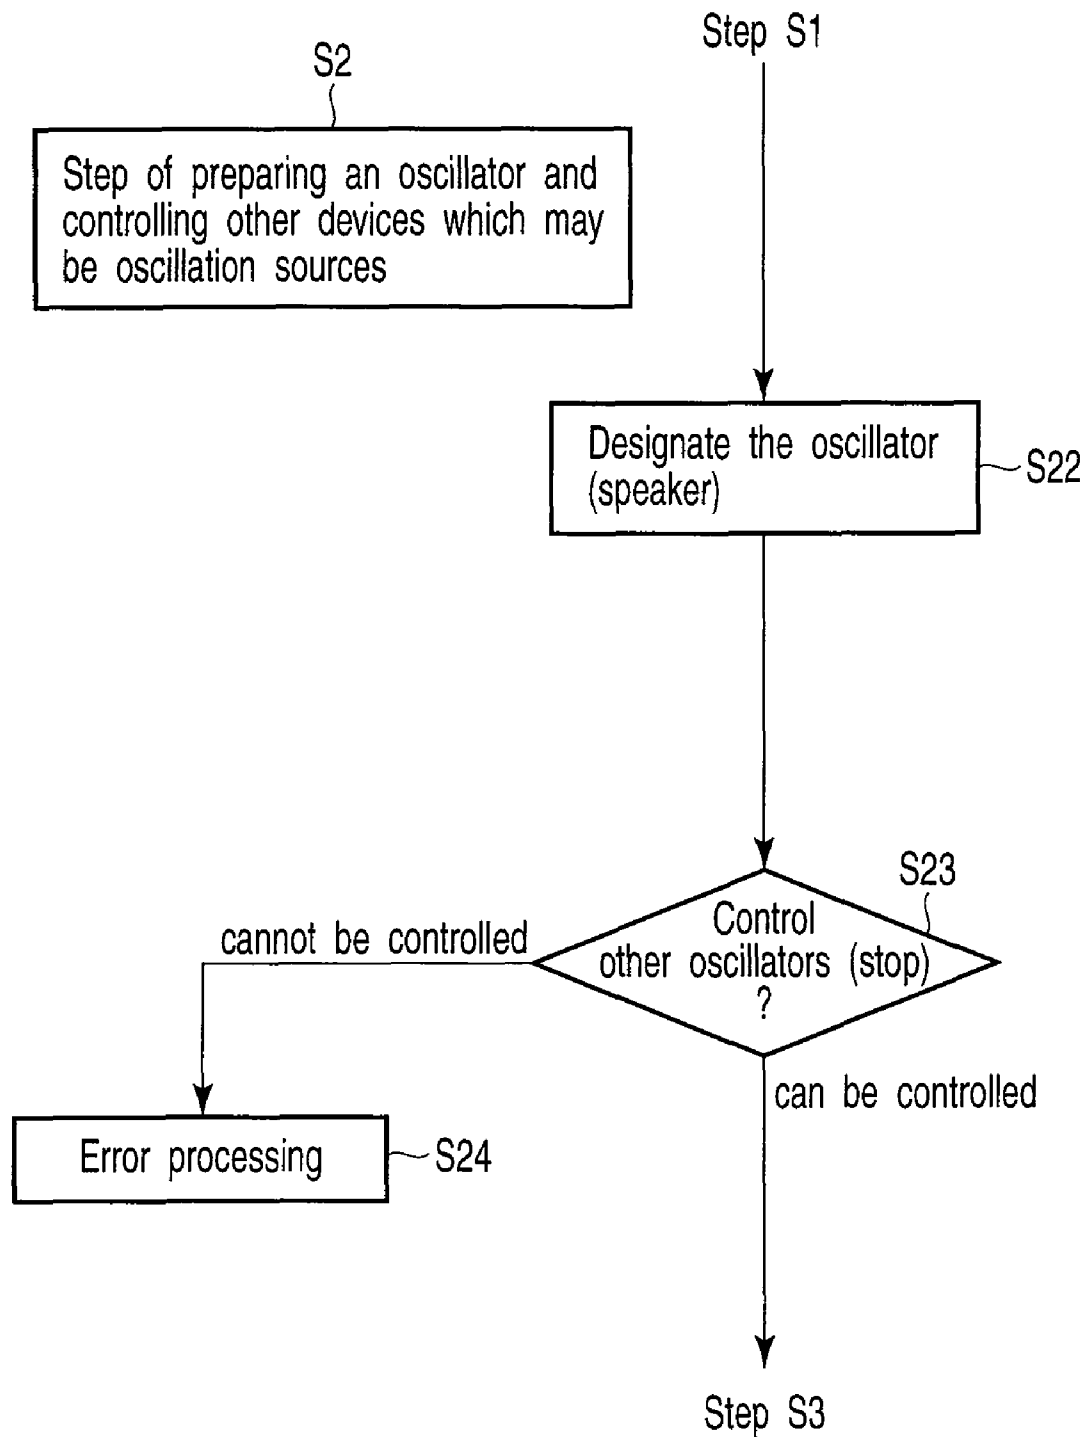 Step S1
S2
Step of preparing an oscillator and
controlling other devices which may
be oscillation sources
Designate the oscillator
(speaker)
S22
S23
Control
other oscillators (stop)
?
cannot be controlled
can be controlled
Error processing
S24
Step S3